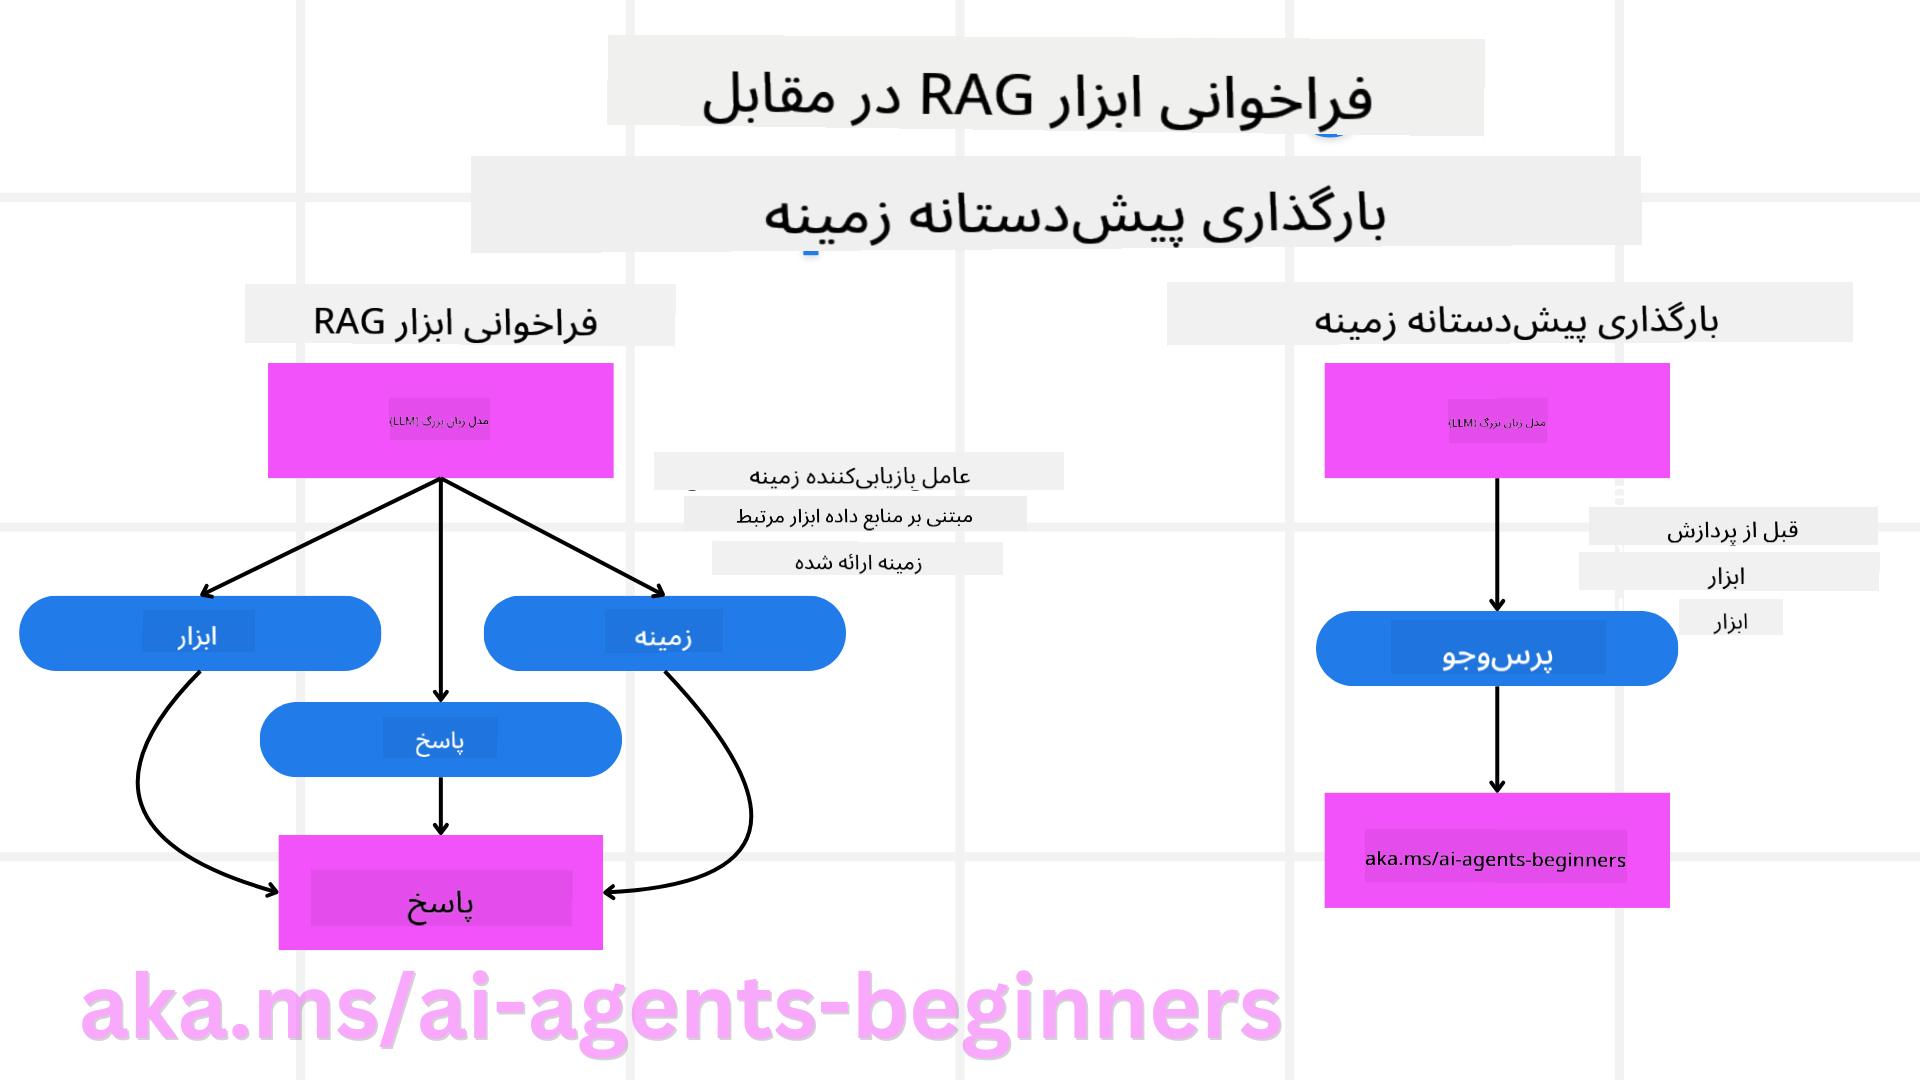 فراخوانی ابزار RAG در مقابل
بارگذاری پیش‌دستانه زمینه
فراخوانی ابزار RAG
بارگذاری پیش‌دستانه زمینه
مدل زبان بزرگ (LLM)
مدل زبان بزرگ (LLM)
عامل بازیابی‌کننده زمینه
مبتنی بر منابع داده ابزار مرتبط
زمینه ارائه شده
قبل از پردازش
ابزار
ابزار
ابزار
زمینه
پرس‌وجو
پاسخ
پاسخ
aka.ms/ai-agents-beginners
aka.ms/ai-agents-beginners